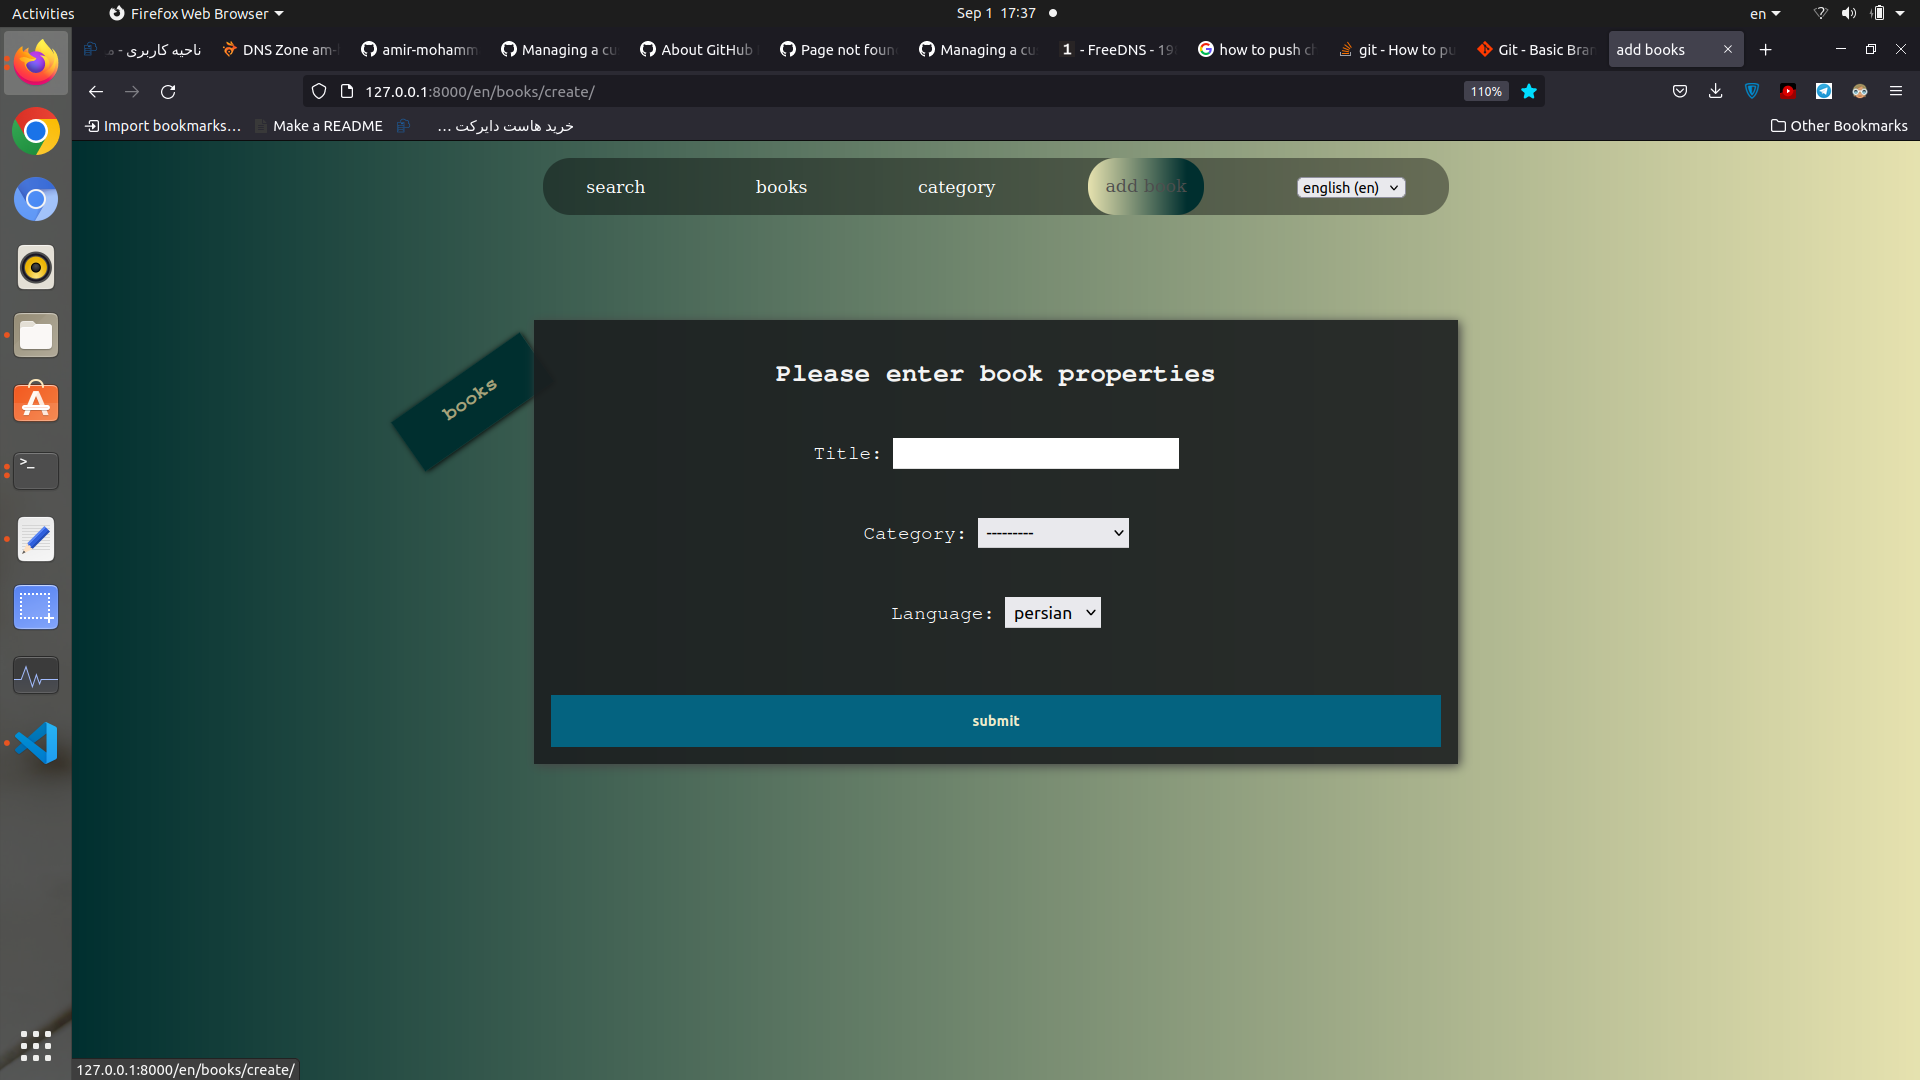 Activities
Firefox Web Browser
Sep 1 17:37
en
ناحیه کاربری -
DNS Zone am-
amir-mohamm
Managing a cu
About GitHub
Page not foun
Managing a cu
1 - FreeDNS - 19
how to push ch
git - How to pu
Git - Basic Bran
add books
127.0.0.1:8000/en/books/create/
110%
Import bookmarks...
Make a README
خرید هاست دایرکت ...
Other Bookmarks
search
books
category
add book
english (en)
books
Please enter book properties
Title:
Category: ---------
Language: persian
submit
127.0.0.1:8000/en/books/create/